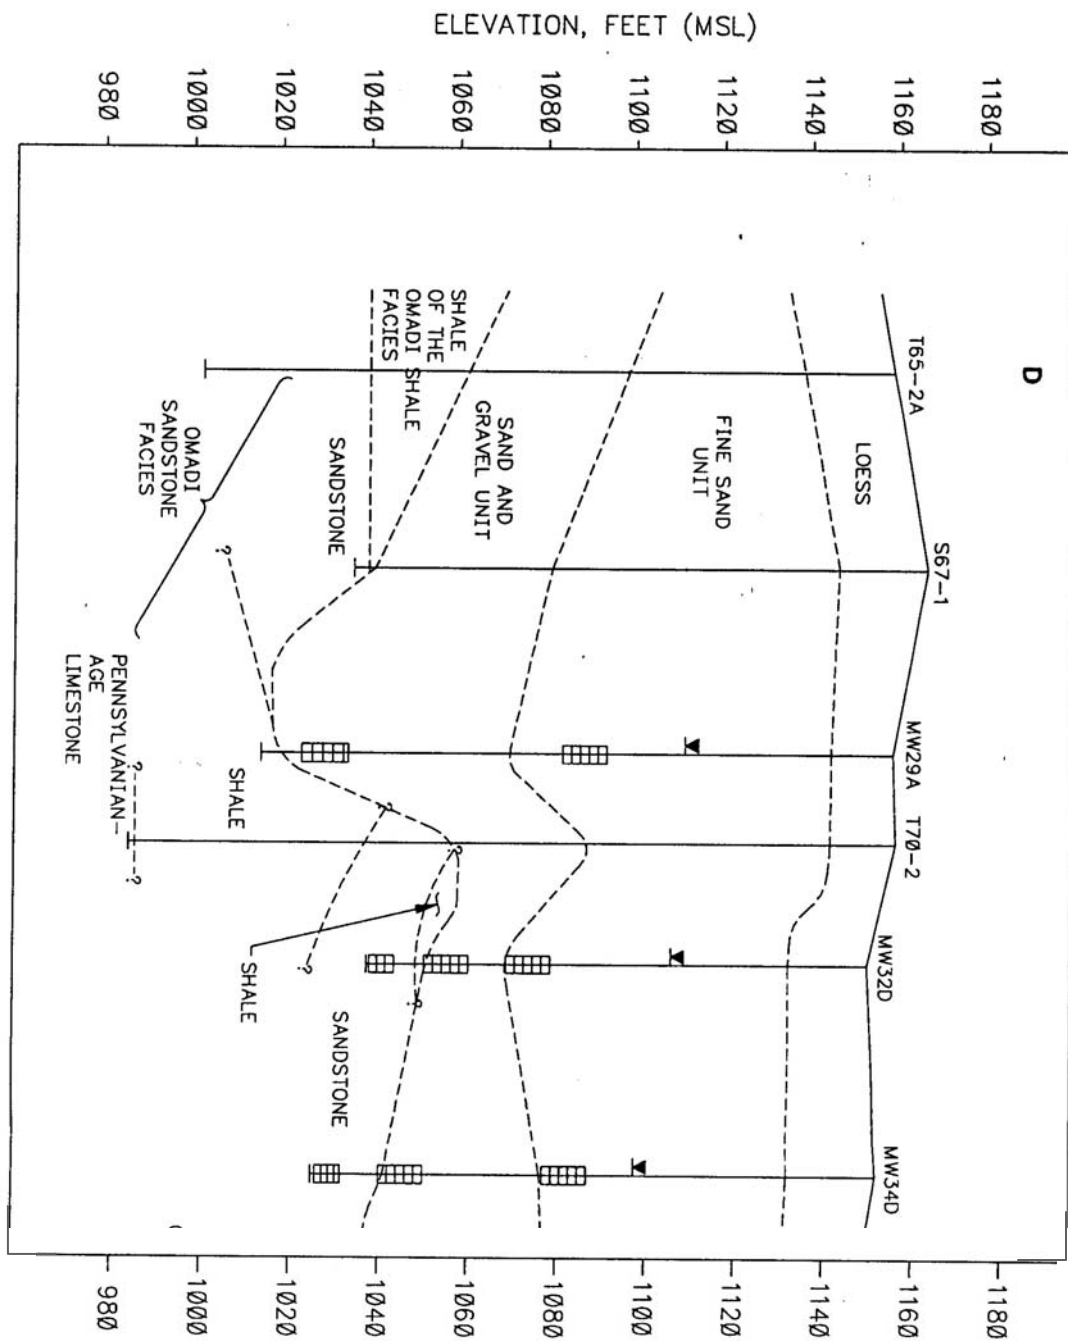 ELEVATION, FEET (MSL)
1180
1160
1140
1120
1100
1080
1060
1040
1020
1000
980
D
T65-2A
S67-1
MW29A
T70-2
MW32D
MW34D
LOESS
FINE SAND
UNIT
SAND AND
GRAVEL UNIT
SHALE
OF THE
OMADI SHALE
FACIES
SANDSTONE
OMADI
SANDSTONE
FACIES
?
?
?
?
?
SHALE
SHALE
SANDSTONE
PENNSYLVANIAN-
AGE
LIMESTONE
?
?
1180
1160
1140
1120
1100
1080
1060
1040
1020
1000
980